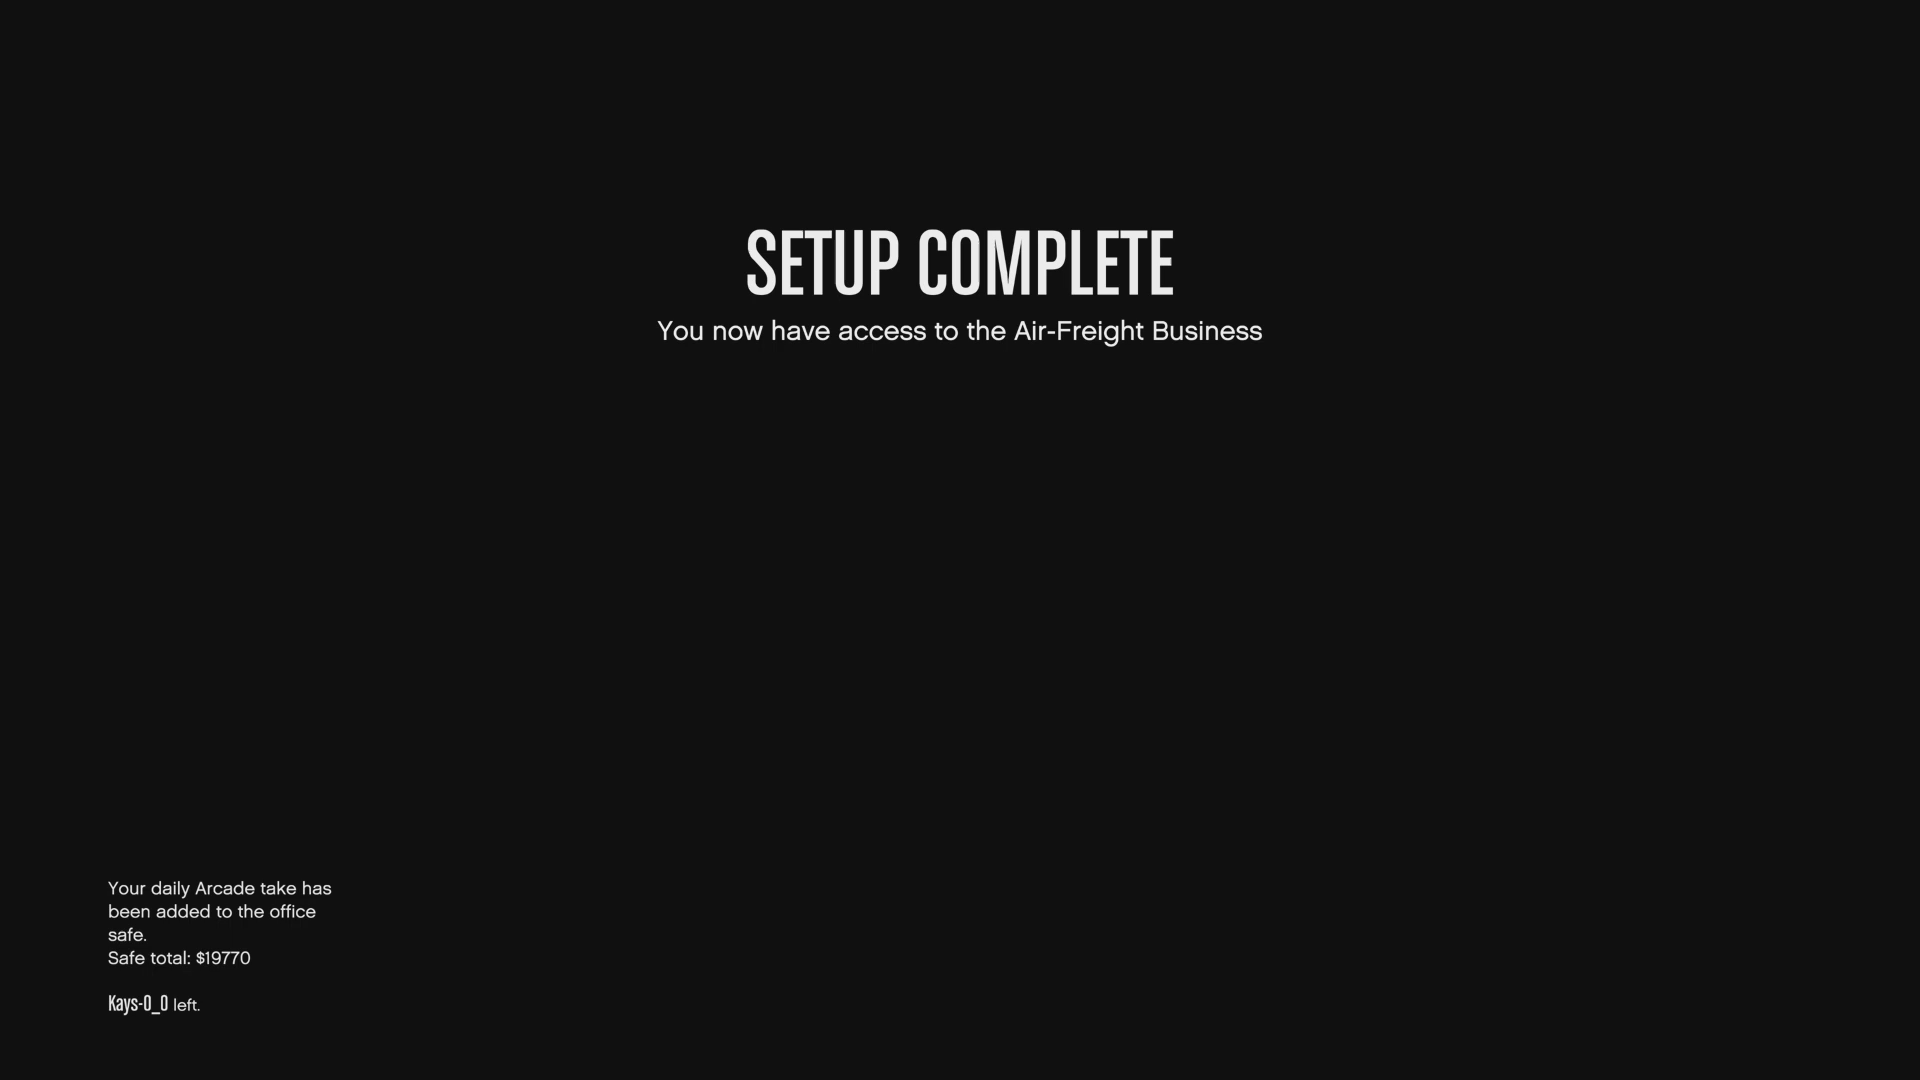 SETUP COMPLETE
You now have access to the Air-Freight Business
Your daily Arcade take has
been added to the office
safe.
Safe total: $19770
Kays-0_0 left.